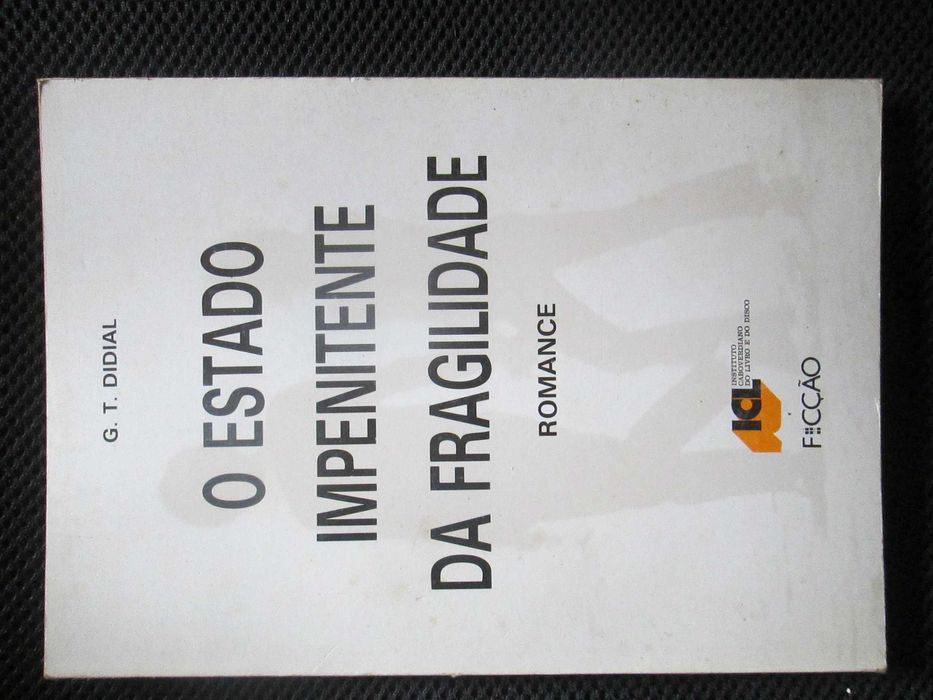 G. T. DIDIAL
O ESTADO
IMPENITENTE
DA FRAGILIDADE
ROMANCE
ICL
INSTITUTO
CABOVERDIANO
DO LIVRO E DO DISCO
FICÇÃO